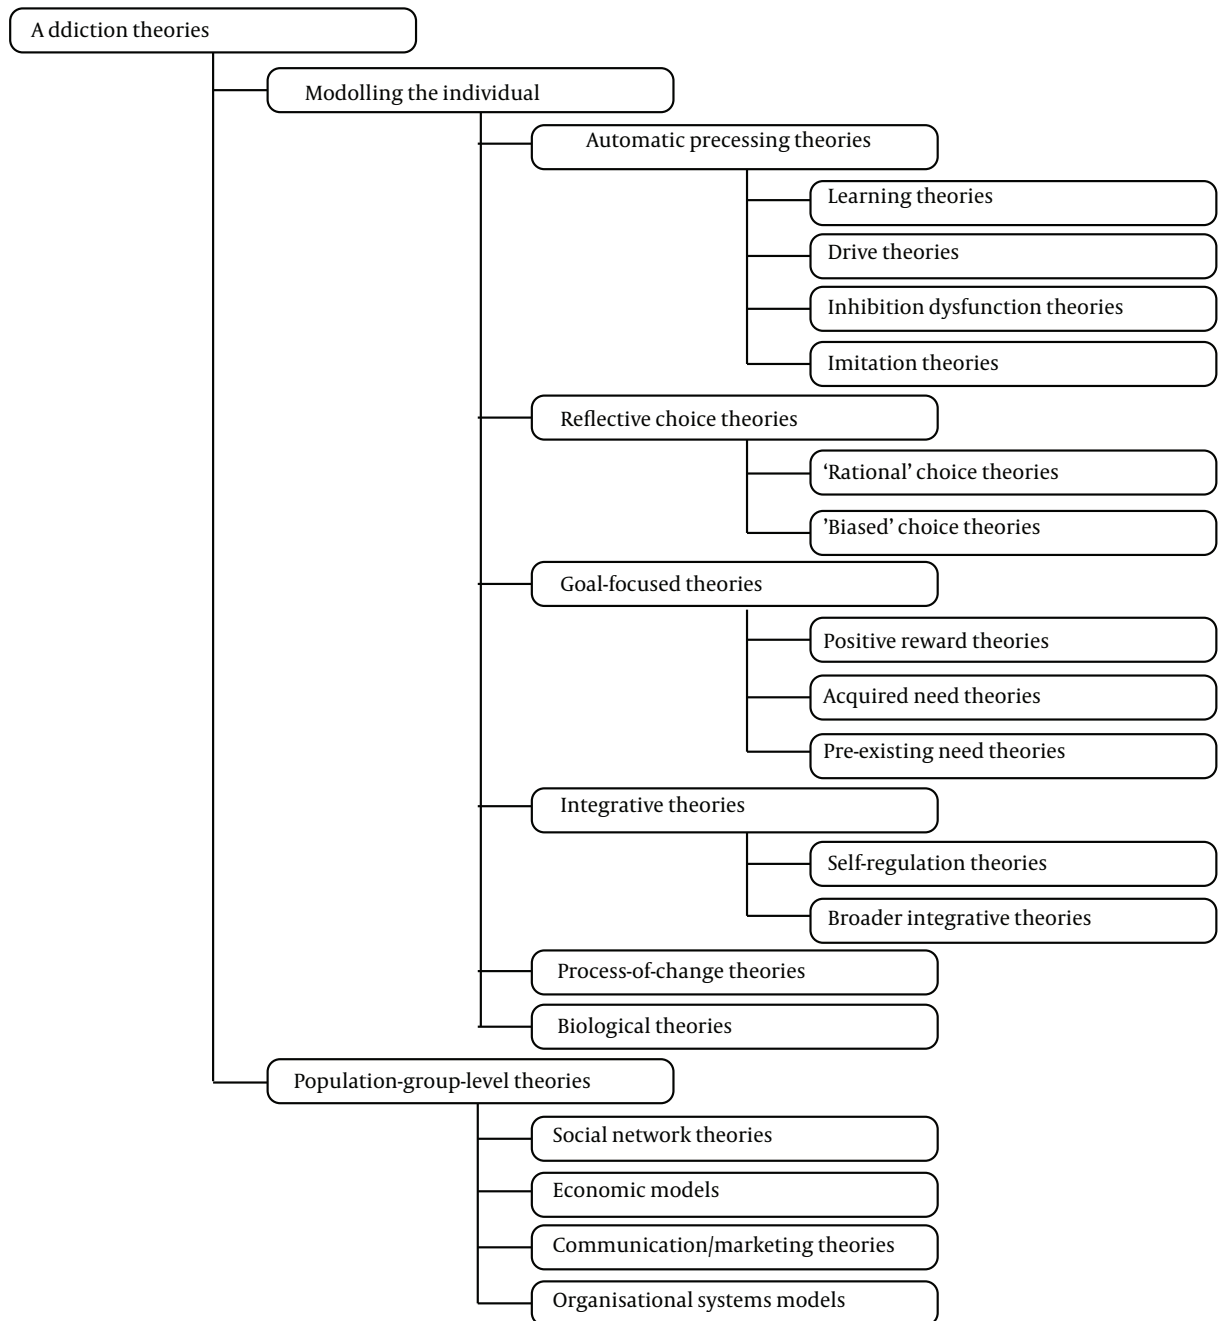 A ddiction theories
Modolling the individual
Automatic precessing theories
Learning theories
Drive theories
Inhibition dysfunction theories
Imitation theories
Reflective choice theories
‘Rational’ choice theories
’Biased’ choice theories
Goal-focused theories
Positive reward theories
Acquired need theories
Pre-existing need theories
Integrative theories
Self-regulation theories
Broader integrative theories
Process-of-change theories
Biological theories
Population-group-level theories
Social network theories
Economic models
Communication/marketing theories
Organisational systems models